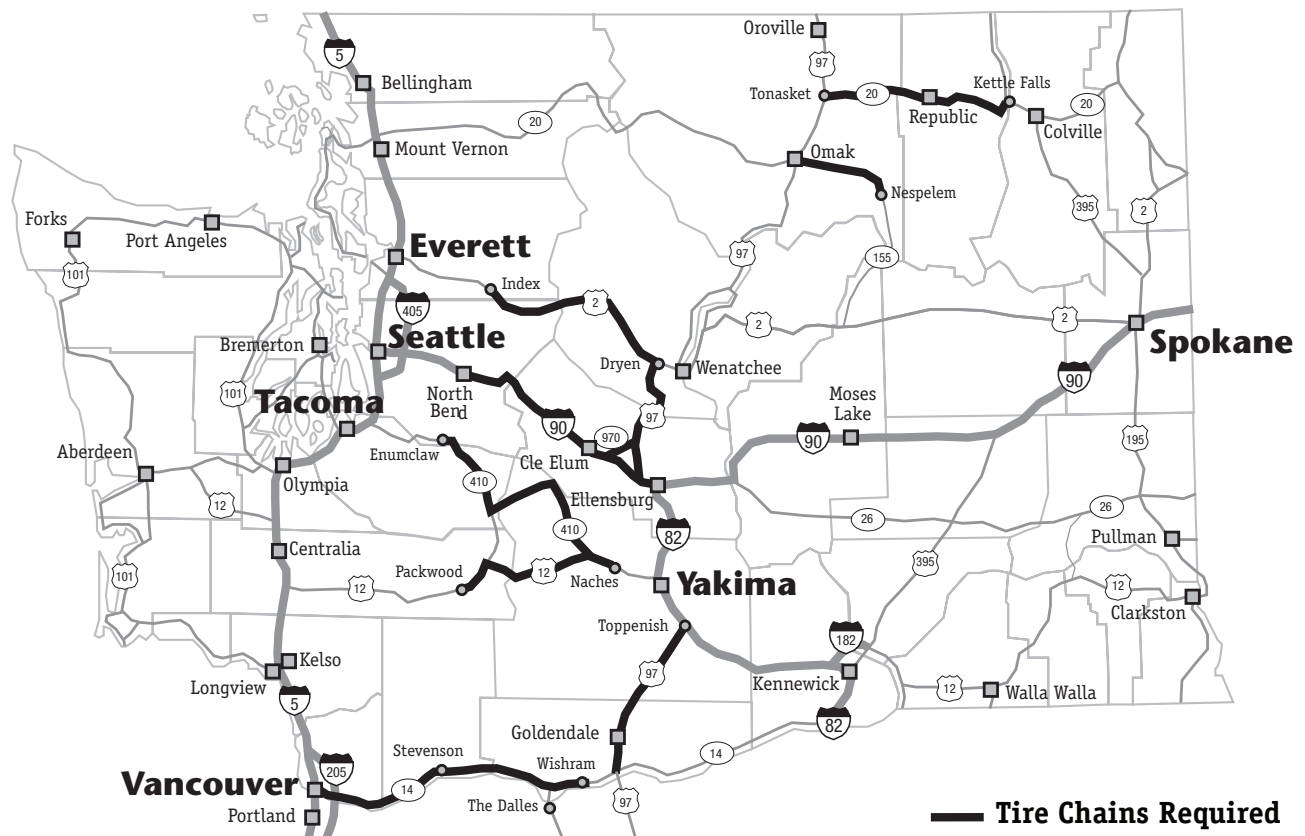 Oroville
5
97
Bellingham
Tonasket
20
Kettle Falls
20
20
Republic
Colville
Mount Vernon
Omak
Nespelem
Forks
Port Angeles
395
2
Everett
97
101
155
Index
405
2
2
2
Seattle
Spokane
Bremerton
Dryen
Wenatchee
North
Bend
90
101
Tacoma
97
Moses
Lake
90
970
90
195
Aberdeen
Enumclaw
Cle Elum
410
Olympia
Ellensburg
12
26
26
410
82
Pullman
Centralia
395
101
Packwood
12
12
Naches
Yakima
12
Clarkston
Toppenish
182
Kelso
97
Longview
Kennewick
12
Walla Walla
5
82
Goldendale
Stevenson
14
Wishram
205
Vancouver
14
The Dalles
97
Portland
Tire Chains Required